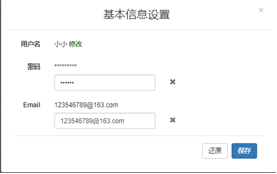 基本信息设置 ×
用户名 小小 修改
密码 *********
••••••
Email 123546789@163.com
123546789@163.com
还原 保存